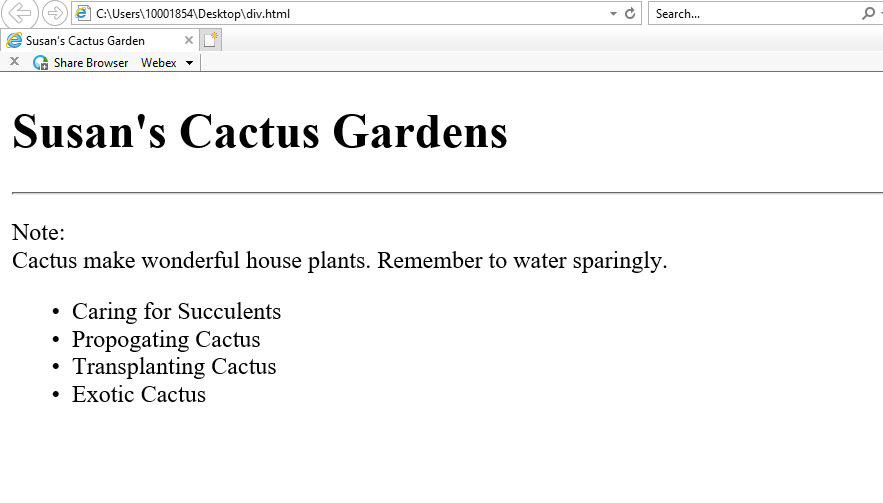 C:\Users\10001854\Desktop\div.html
Search...
Susan's Cactus Garden
Share Browser Webex
Susan's Cactus Gardens
Note:
Cactus make wonderful house plants. Remember to water sparingly.
• Caring for Succulents
• Propogating Cactus
• Transplanting Cactus
• Exotic Cactus